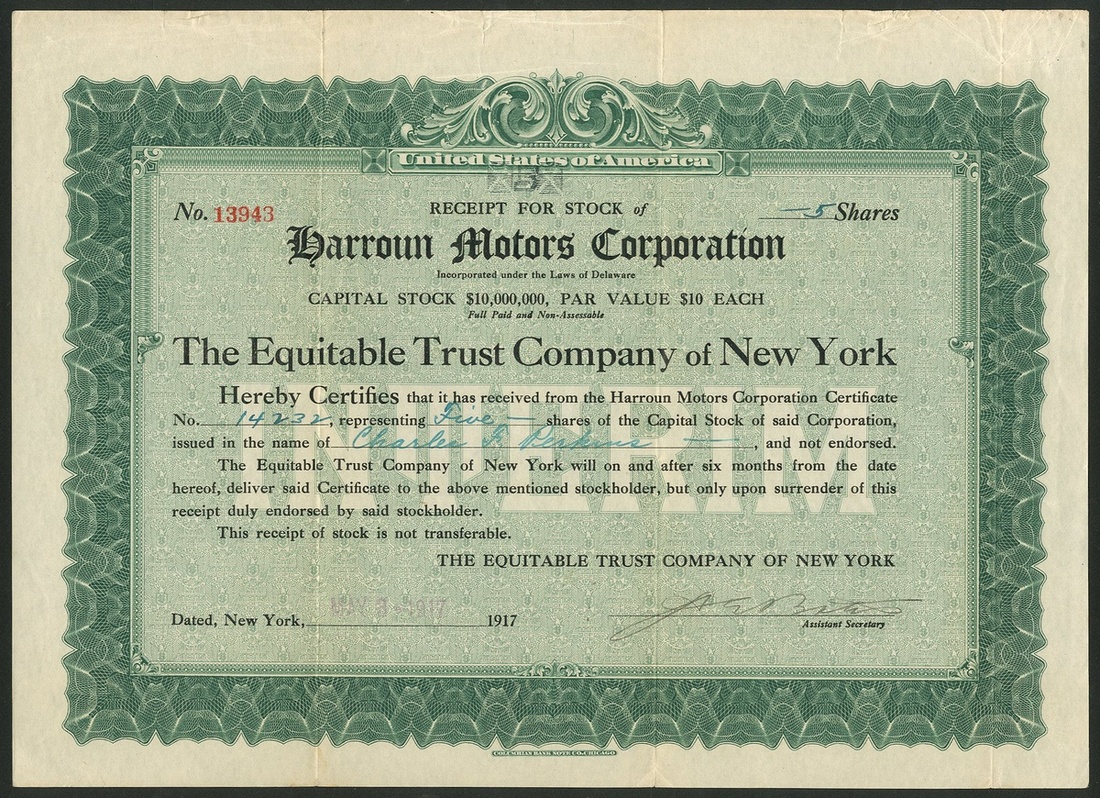 United States of America
5
No. 13943
RECEIPT FOR STOCK of
5 Shares
Harroun Motors Corporation
Incorporated under the Laws of Delaware
CAPITAL STOCK $10,000,000, PAR VALUE $10 EACH
Full Paid and Non-Assessable
The Equitable Trust Company of New York
INTERIM
Hereby Certifies that it has received from the Harroun Motors Corporation Certificate
No. 14232, representing Five shares of the Capital Stock of said Corporation,
issued in the name of Charles F. Perkins, and not endorsed.
The Equitable Trust Company of New York will on and after six months from the date
hereof, deliver said Certificate to the above mentioned stockholder, but only upon surrender of this
receipt duly endorsed by said stockholder.
This receipt of stock is not transferable.
THE EQUITABLE TRUST COMPANY OF NEW YORK
Dated, New York, 1917
Assistant Secretary
COLUMBIAN BANK NOTE CO. CHICAGO